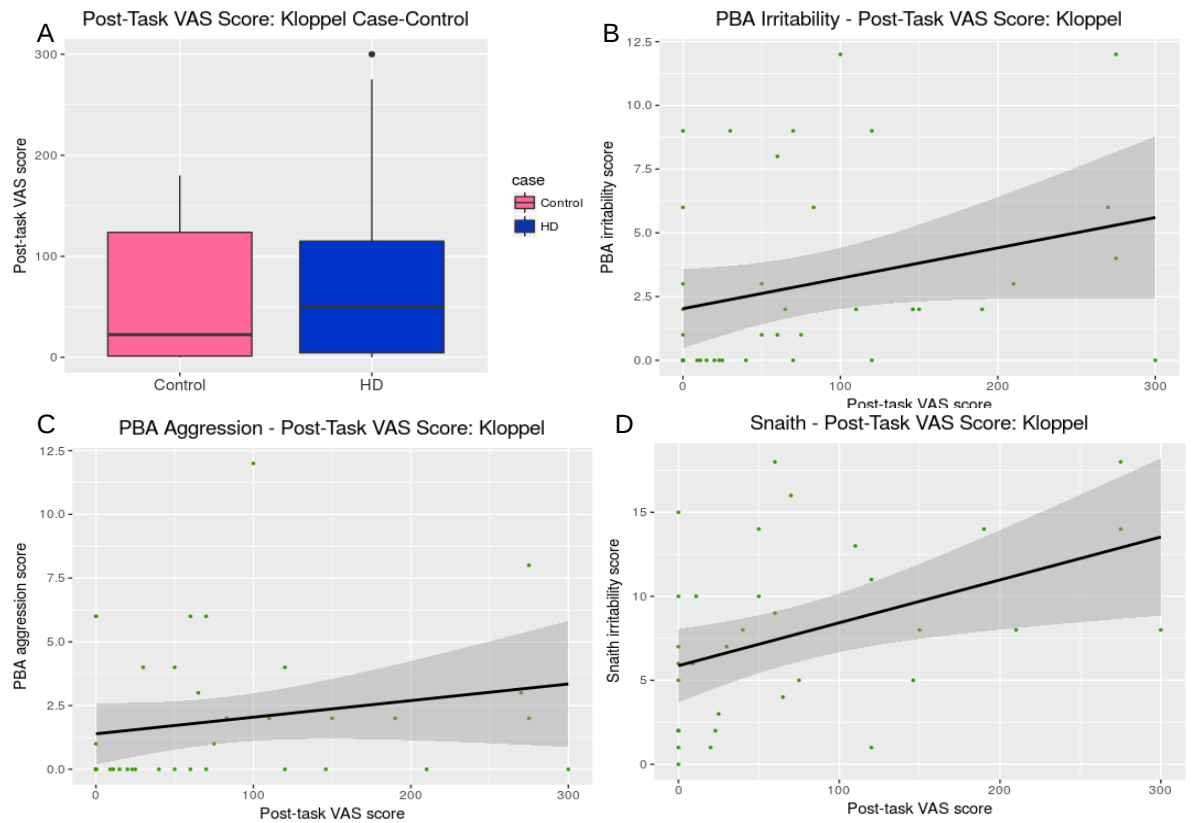 A
Post-Task VAS Score: Kloppel Case-Control
Post-task VAS score
300
200
100
0
Control
HD
case
Control
HD
B
PBA Irritability - Post-Task VAS Score: Kloppel
PBA irritability score
12.5
10.0
7.5
5.0
2.5
0.0
0
100
200
300
Post-task VAS score
C
PBA Aggression - Post-Task VAS Score: Kloppel
PBA aggression score
12.5
10.0
7.5
5.0
2.5
0.0
0
100
200
300
Post-task VAS score
D
Snaith - Post-Task VAS Score: Kloppel
Snaith irritability score
15
10
5
0
0
100
200
300
Post-task VAS score